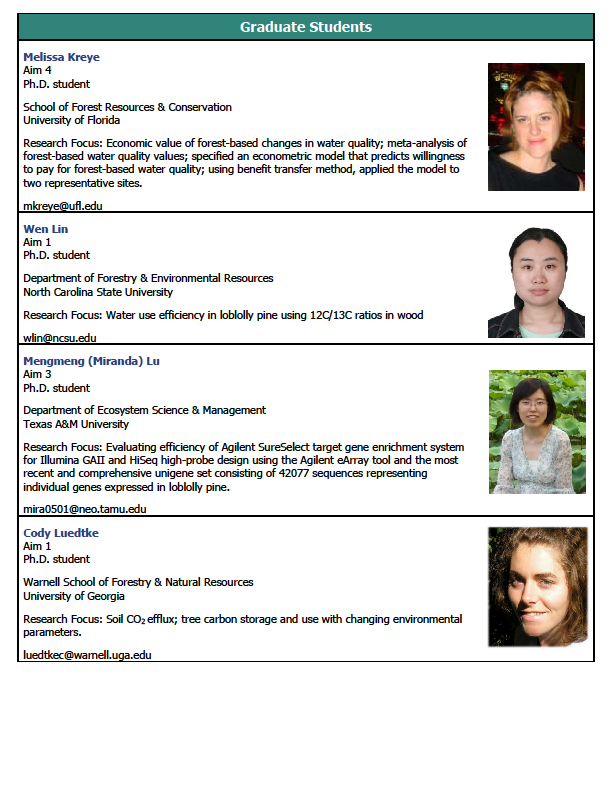 Graduate Students
Melissa Kreye
Aim 4
Ph.D. student
School of Forest Resources & Conservation
University of Florida
Research Focus: Economic value of forest-based changes in water quality; meta-analysis of
forest-based water quality values; specified an econometric model that predicts willingness
to pay for forest-based water quality; using benefit transfer method, applied the model to
two representative sites.
mkreye@ufl.edu
Wen Lin
Aim 1
Ph.D. student
Department of Forestry & Environmental Resources
North Carolina State University
Research Focus: Water use efficiency in loblolly pine using 12C/13C ratios in wood
wlin@ncsu.edu
Mengmeng (Miranda) Lu
Aim 3
Ph.D. student
Department of Ecosystem Science & Management
Texas A&M University
Research Focus: Evaluating efficiency of Agilent SureSelect target gene enrichment system
for Illumina GAII and HiSeq high-probe design using the Agilent eArray tool and the most
recent and comprehensive unigene set consisting of 42077 sequences representing
individual genes expressed in loblolly pine.
mira0501@neo.tamu.edu
Cody Luedtke
Aim 1
Ph.D. student
Warnell School of Forestry & Natural Resources
University of Georgia
Research Focus: Soil CO2 efflux; tree carbon storage and use with changing environmental
parameters.
luedtkec@warnell.uga.edu